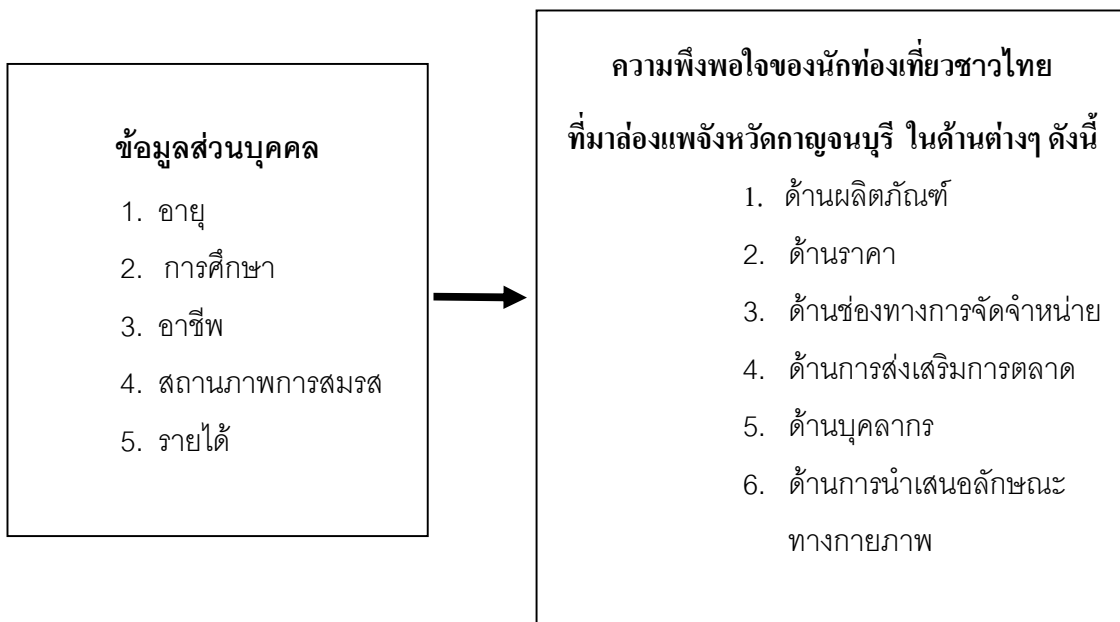 ข้อมูลส่วนบุคคล
1. อายุ
2. การศึกษา
3. อาชีพ
4. สถานภาพการสมรส
5. รายได้
ความพึงพอใจของนักท่องเที่ยวชาวไทย
ที่มาล่องแพจังหวัดกาญจนบุรี ในด้านต่างๆ ดังนี้
1. ด้านผลิตภัณฑ์
2. ด้านราคา
3. ด้านช่องทางการจัดจำหน่าย
4. ด้านการส่งเสริมการตลาด
5. ด้านบุคลากร
6. ด้านการนำเสนอลักษณะ
ทางกายภาพ